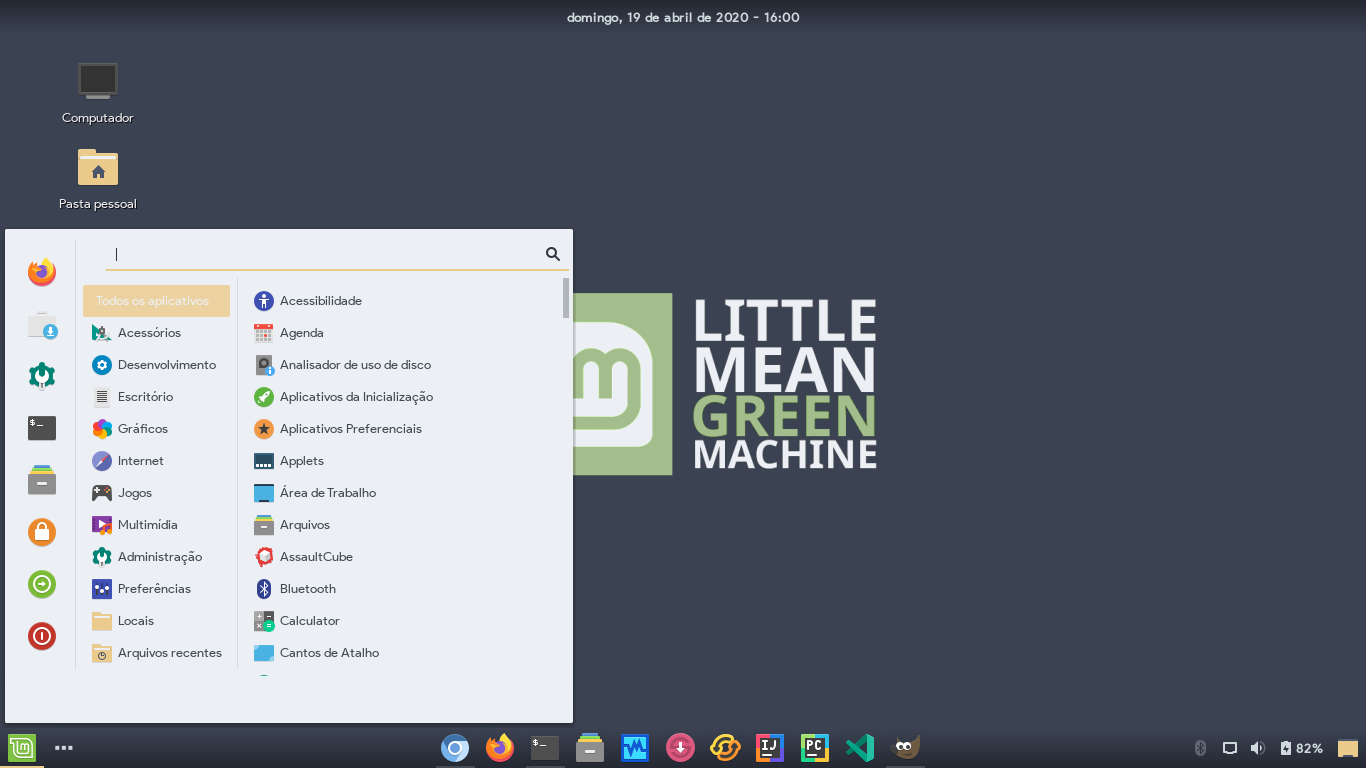 domingo, 19 de abril de 2020 - 16:00
Computador
Pasta pessoal
Todos os aplicativos
Acessórios
Desenvolvimento
Escritório
Gráficos
Internet
Jogos
Multimídia
Administração
Preferências
Locais
Arquivos recentes
Acessibilidade
Agenda
Analisador de uso de disco
Aplicativos da Inicialização
Aplicativos Preferenciais
Applets
Área de Trabalho
Arquivos
AssaultCube
Bluetooth
Calculator
Cantos de Atalho
$_
LITTLE
MEAN
GREEN
MACHINE
$_
IJ
PC
82%